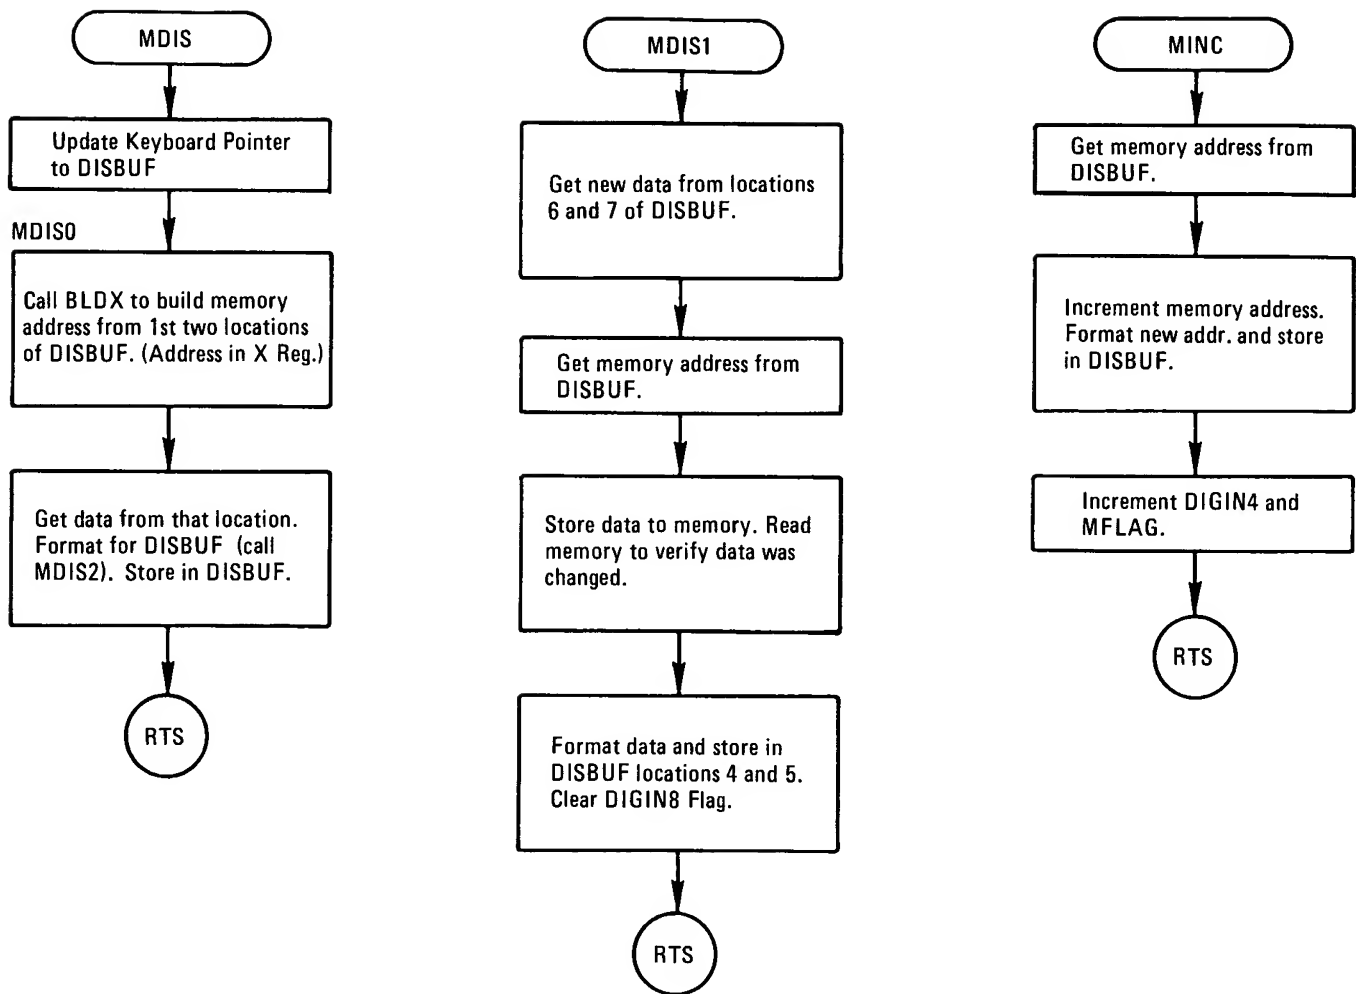 MDIS
Update Keyboard Pointer
to DISBUF
MDIS0
Call BLDX to build memory
address from 1st two locations
of DISBUF. (Address in X Reg.)
Get data from that location.
Format for DISBUF (call
MDIS2). Store in DISBUF.
RTS
MDIS1
Get new data from locations
6 and 7 of DISBUF.
Get memory address from
DISBUF.
Store data to memory. Read
memory to verify data was
changed.
Format data and store in
DISBUF locations 4 and 5.
Clear DIGIN8 Flag.
RTS
MINC
Get memory address from
DISBUF.
Increment memory address.
Format new addr. and store
in DISBUF.
Increment DIGIN4 and
MFLAG.
RTS